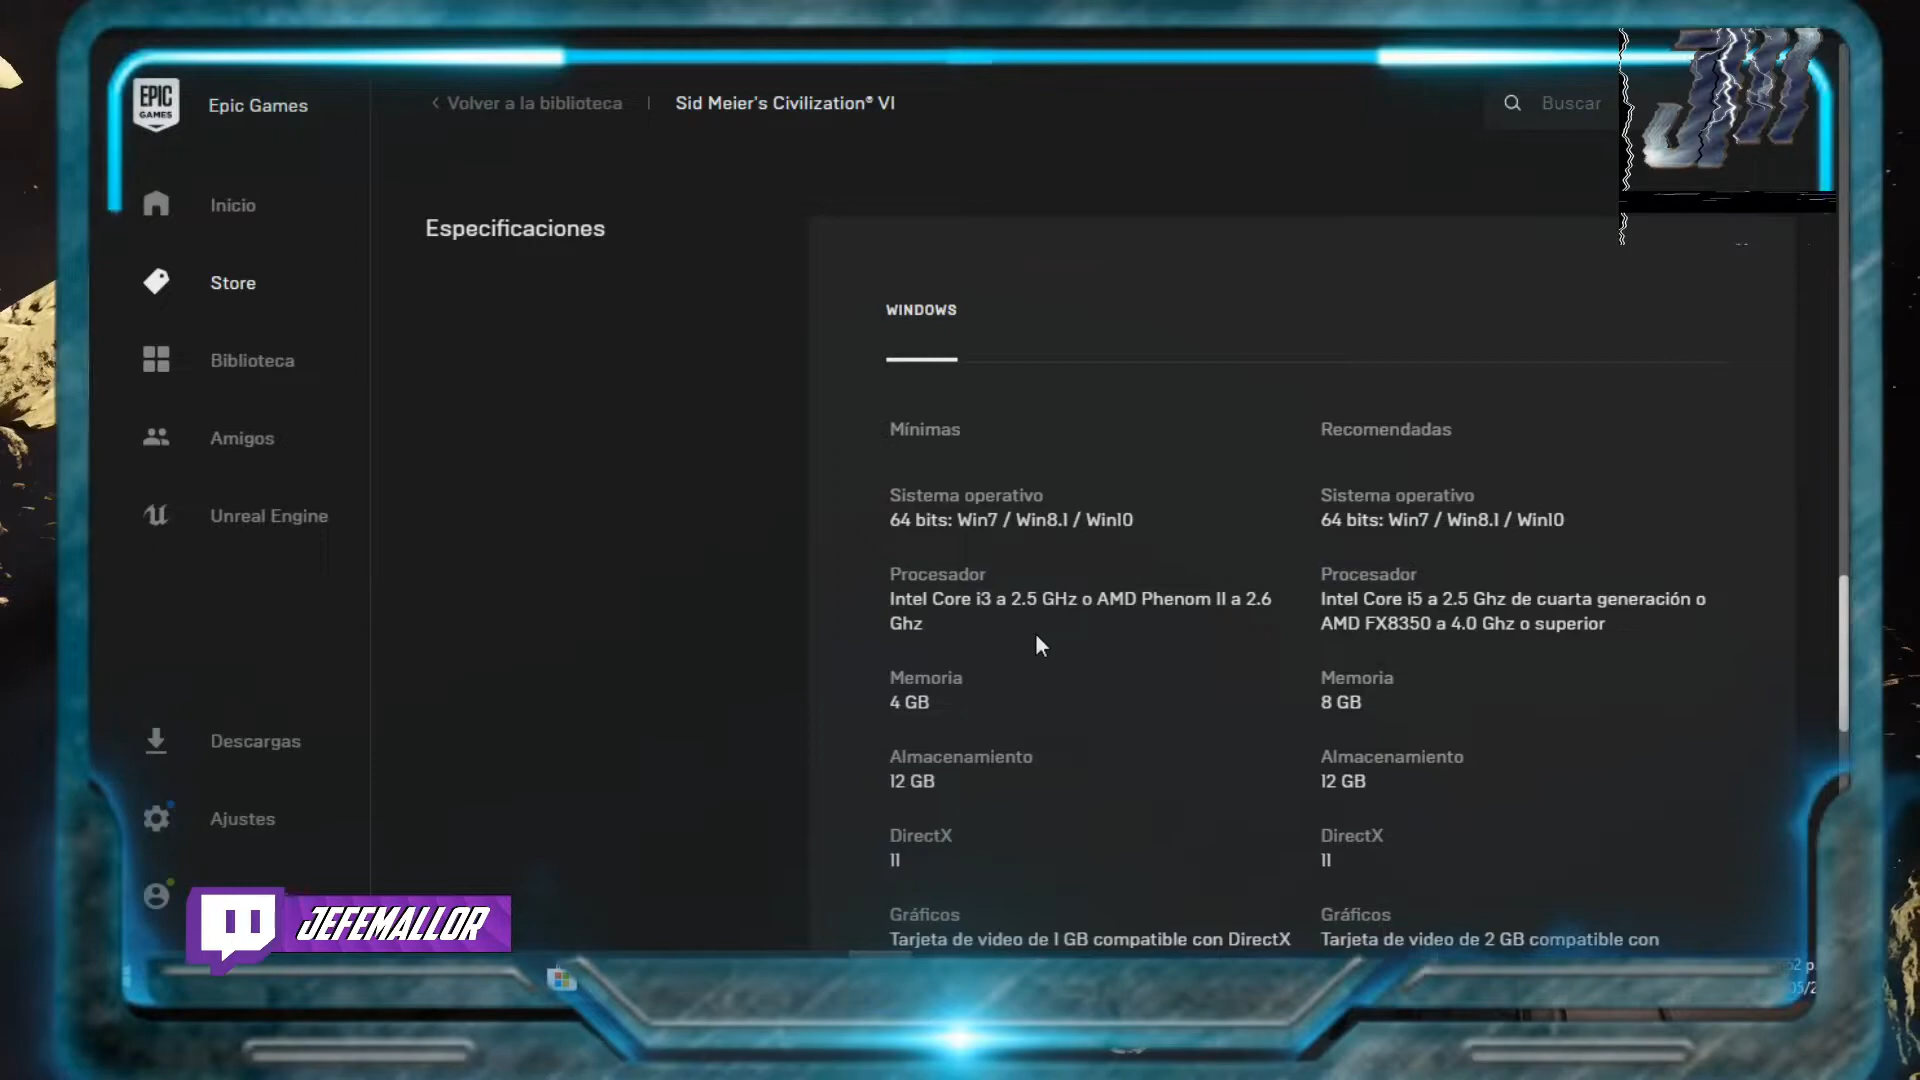 EPIC
GAMES
Epic Games
Volver a la biblioteca
Sid Meier's Civilization® VI
Buscar
JM
Inicio
Store
Biblioteca
Amigos
Unreal Engine
Descargas
Ajustes
JEFEMALLOR
Especificaciones
WINDOWS
Mínimas
Sistema operativo
64 bits: Win7 / Win8.1 / Win10
Procesador
Intel Core i3 a 2.5 GHz o AMD Phenom II a 2.6
Ghz
Memoria
4 GB
Almacenamiento
12 GB
DirectX
11
Gráficos
Tarjeta de video de 1 GB compatible con DirectX
Recomendadas
Sistema operativo
64 bits: Win7 / Win8.1 / Win10
Procesador
Intel Core i5 a 2.5 Ghz de cuarta generación o
AMD FX8350 a 4.0 Ghz o superior
Memoria
8 GB
Almacenamiento
12 GB
DirectX
11
Gráficos
Tarjeta de video de 2 GB compatible con